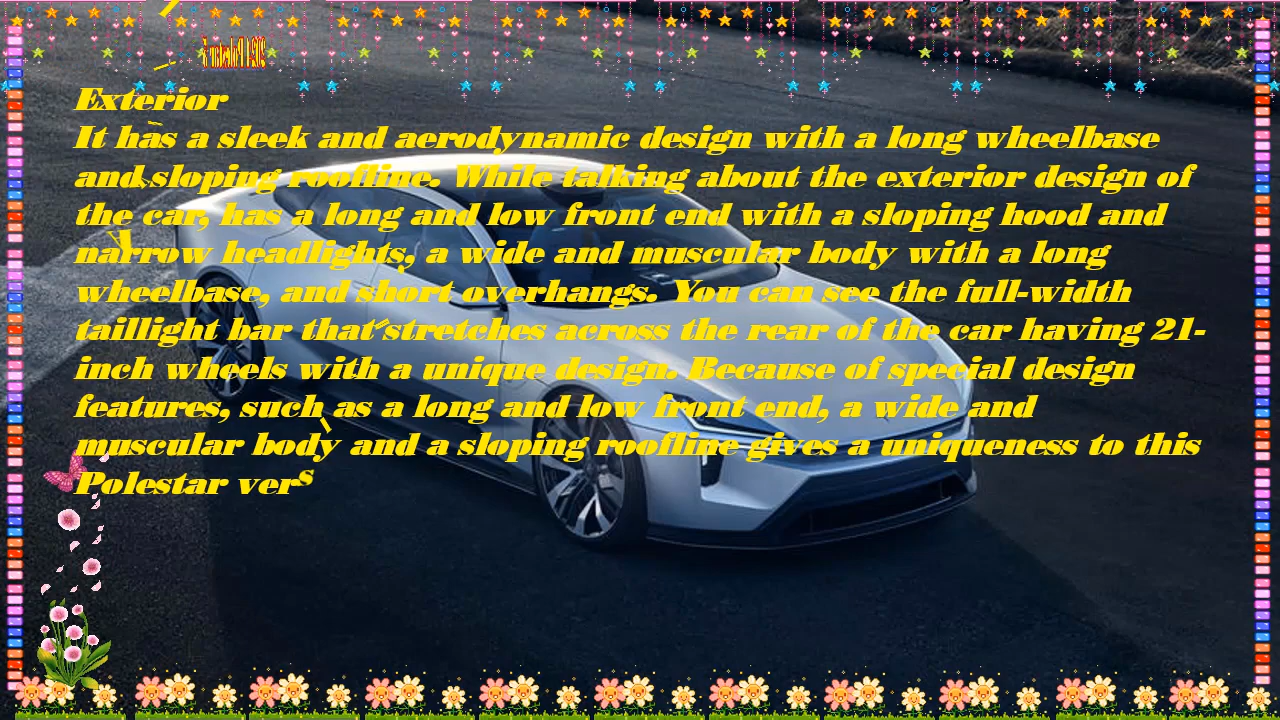 Exterior
It has a sleek and aerodynamic design with a long wheelbase
and sloping roofline. While talking about the exterior design of
the car, has a long and low front end with a sloping hood and
narrow headlights, a wide and muscular body with a long
wheelbase, and short overhangs. You can see the full-width
taillight bar that stretches across the rear of the car having 21-
inch wheels with a unique design. Because of special design
features, such as a long and low front end, a wide and
muscular body and a sloping roofline gives a uniqueness to this
Polestar vers